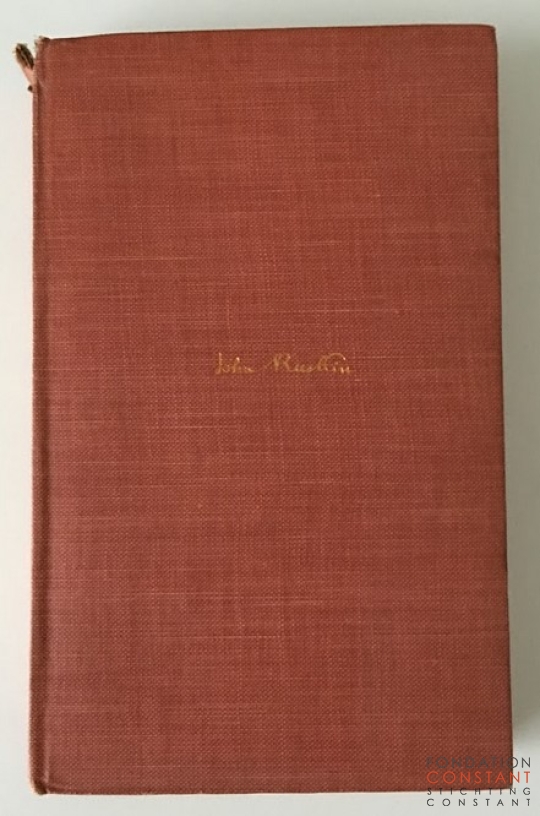 John Ruskin
FONDATION
CONSTANT
STICHTING
CONSTANT